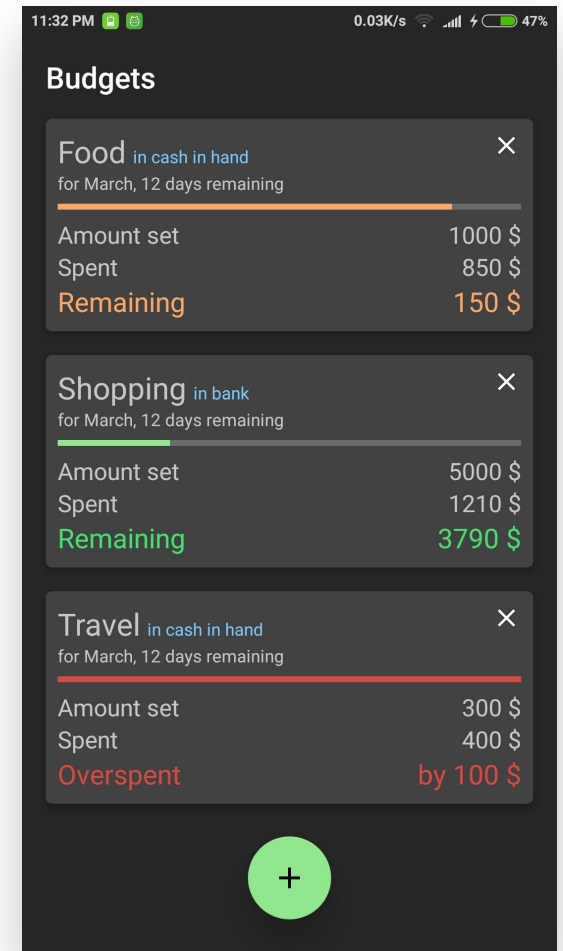 11:32 PM 0.03K/s 47%
Budgets
Food in cash in hand
for March, 12 days remaining
Amount set 1000 $
Spent 850 $
Remaining 150 $
Shopping in bank
for March, 12 days remaining
Amount set 5000 $
Spent 1210 $
Remaining 3790 $
Travel in cash in hand
for March, 12 days remaining
Amount set 300 $
Spent 400 $
Overspent by 100 $
+